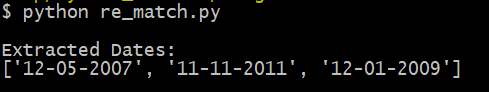 $ python re_match.py
Extracted Dates:
['12-05-2007', '11-11-2011', '12-01-2009']